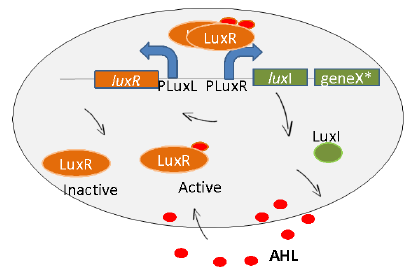 LuxR
luxR
PLuxL
PLuxR
luxI
geneX*
LuxR
Inactive
LuxR
Active
LuxI
AHL